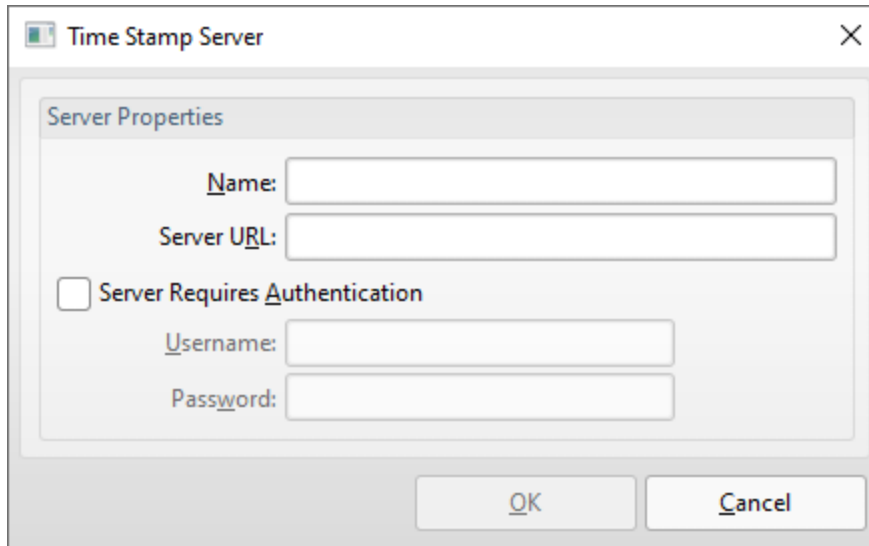 Time Stamp Server
Server Properties
Name:
Server URL:
Server Requires Authentication
Username:
Password:
OK
Cancel